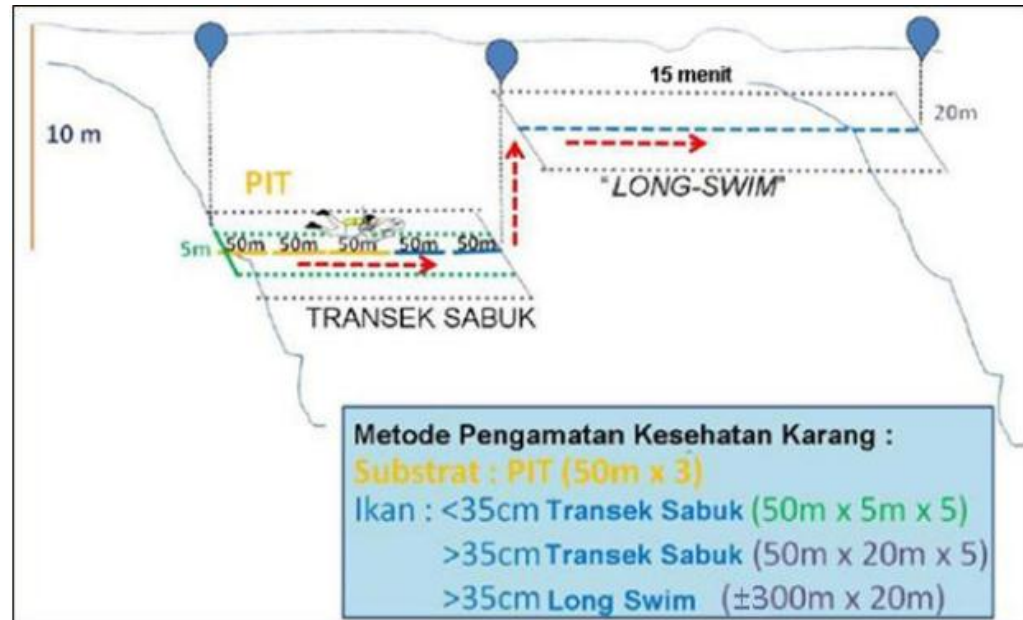 15 menit
10 m
20m
PIT
"LONG-SWIM"
5m
50m 50m 50m 50m 50m
TRANSEK SABUK
Metode Pengamatan Kesehatan Karang :
Substrat : PIT (50m x 3)
Ikan : <35cm Transek Sabuk (50m x 5m x 5)
>35cm Transek Sabuk (50m x 20m x 5)
>35cm Long Swim (±300m x 20m)